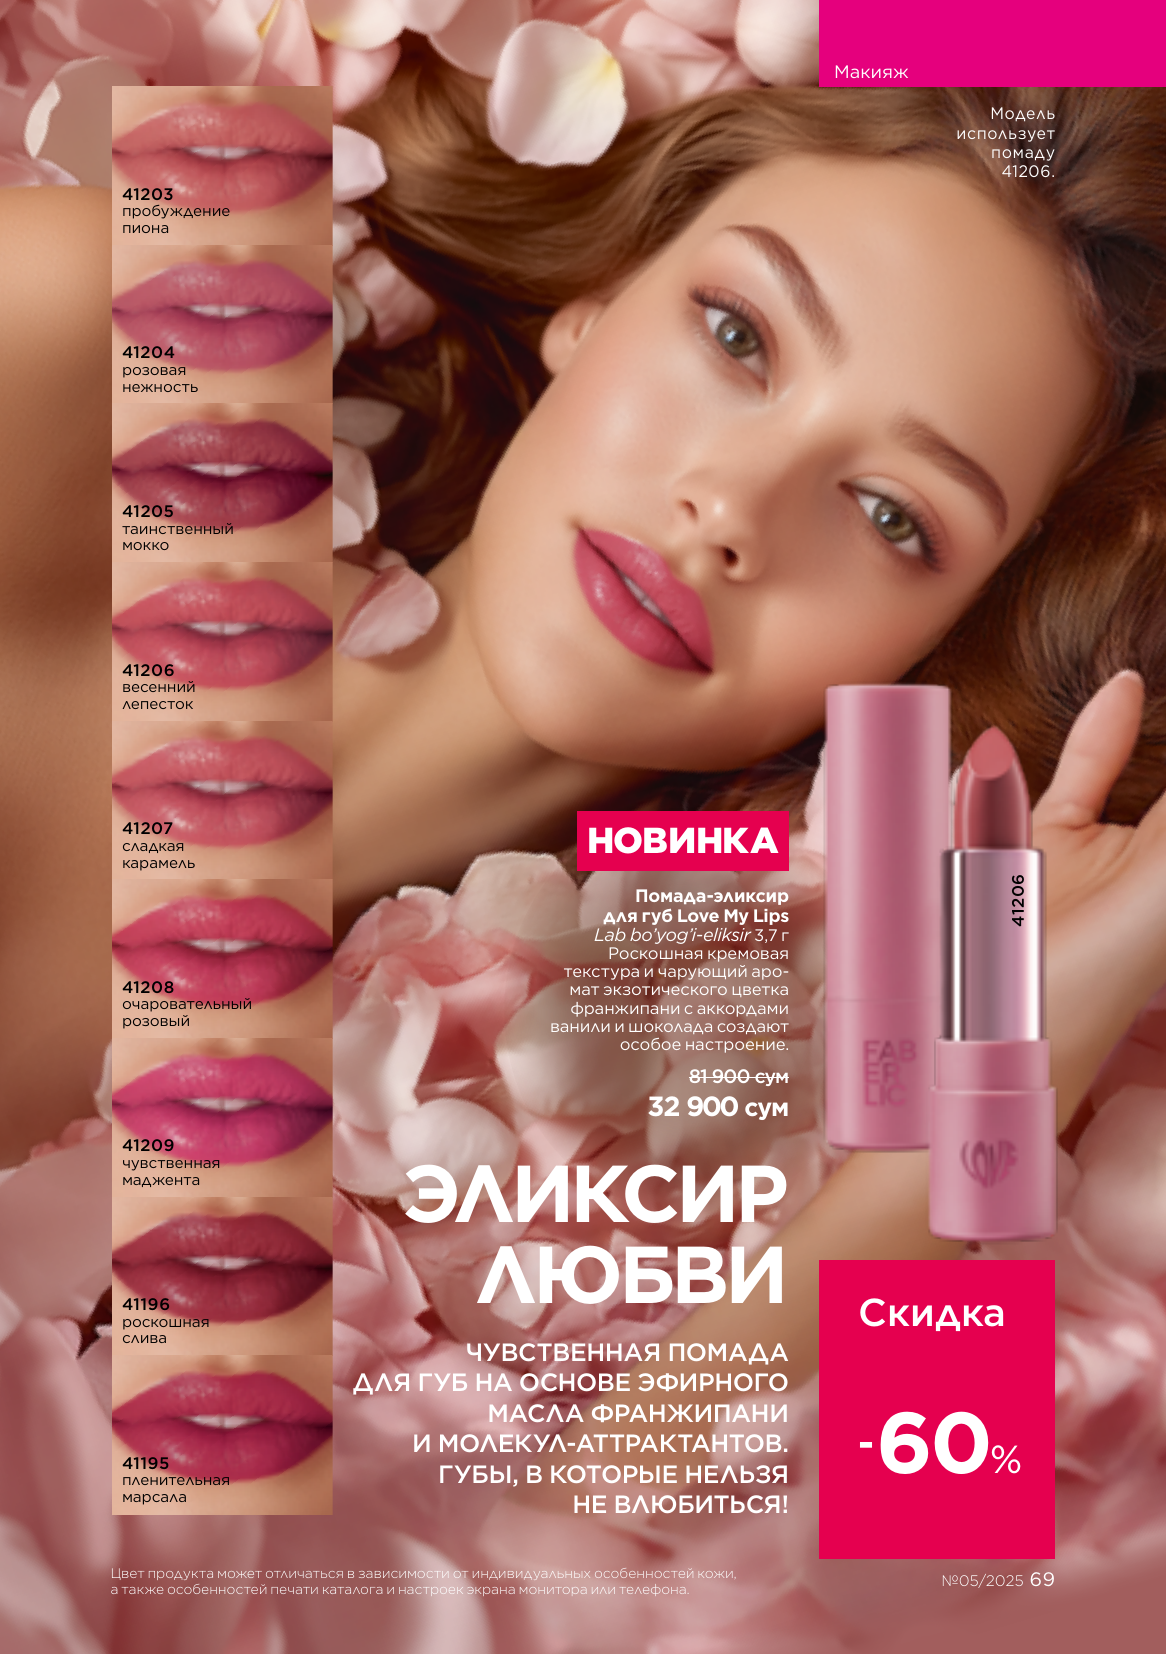 Макияж
Модель
использует
помаду
41206.
41203
пробуждение
пиона
41204
розовая
нежность
41205
таинственный
мокко
41206
весенний
лепесток
41207
сладкая
карамель
41208
очаровательный
розовый
41209
чувственная
маджента
41196
роскошная
слива
41195
пленительная
марсала
НОВИНКА
Помада-эликсир
для губ Love My Lips
Lab bo'yog'i-eliksir 3,7 г
Роскошная кремовая
текстура и чарующий аро-
мат экзотического цветка
франжипани с аккордами
ванили и шоколада создают
особое настроение.
81 900 сум
32 900 сум
41206
FAB
ER
LIC
LOVE
ЭЛИКСИР
ЛЮБВИ
ЧУВСТВЕННАЯ ПОМАДА
ДЛЯ ГУБ НА ОСНОВЕ ЭФИРНОГО
МАСЛА ФРАНЖИПАНИ
И МОЛЕКУЛ-АТТРАКТАНТОВ.
ГУБЫ, В КОТОРЫЕ НЕЛЬЗЯ
НЕ ВЛЮБИТЬСЯ!
Скидка
-60%
Цвет продукта может отличаться в зависимости от индивидуальных особенностей кожи,
а также особенностей печати каталога и настроек экрана монитора или телефона.
№05/2025 69